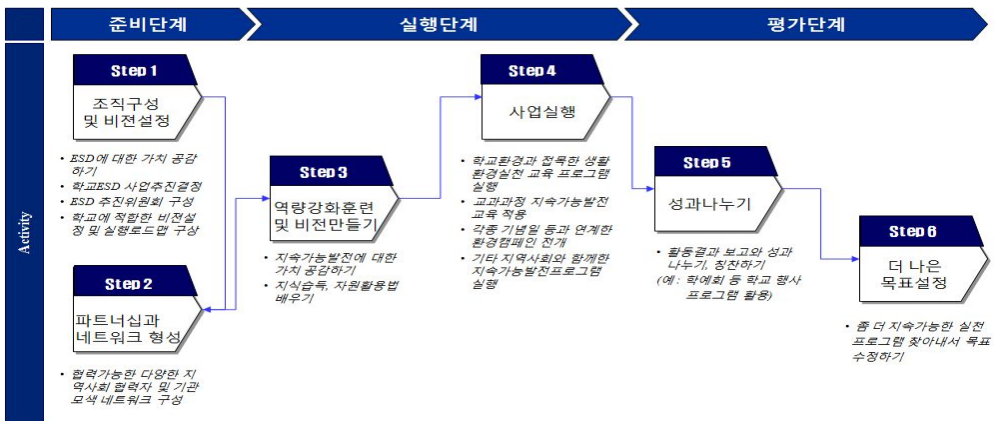 준비단계
실행단계
평가단계
Activity
Step 1
조직구성
및 비젼설정
• ESD에 대한 가치 공감
하기
• 학교ESD 사업추진결정
• ESD 추진위원회 구성
• 학교에 적합한 비젼설
정 및 실행로드맵 구상
Step 2
파트너십과
네트워크 형성
• 협력가능한 다양한 지
역사회 협력자 및 기관
모색 네트워크 구성
Step 3
역량강화훈련
및 비전만들기
• 지속가능발전에 대한
가치 공감하기
• 지식습득, 자원활용법
배우기
Step 4
사업실행
• 학교환경과 접목한 생활
환경실천 교육 프로그램
실행
• 교과과정 지속가능발전
교육 적용
• 각종 기념일 등과 연계한
환경캠페인 전개
• 기타 지역사회와 함께한
지속가능발전프로그램
실행
Step 5
성과나누기
• 활동결과 보고와 성과
나누기, 칭찬하기
(예 : 학예회 등 학교 행사
프로그램 활용)
Step 6
더 나은
목표설정
• 좀 더 지속가능한 실천
프로그램 찾아내서 목표
수정하기